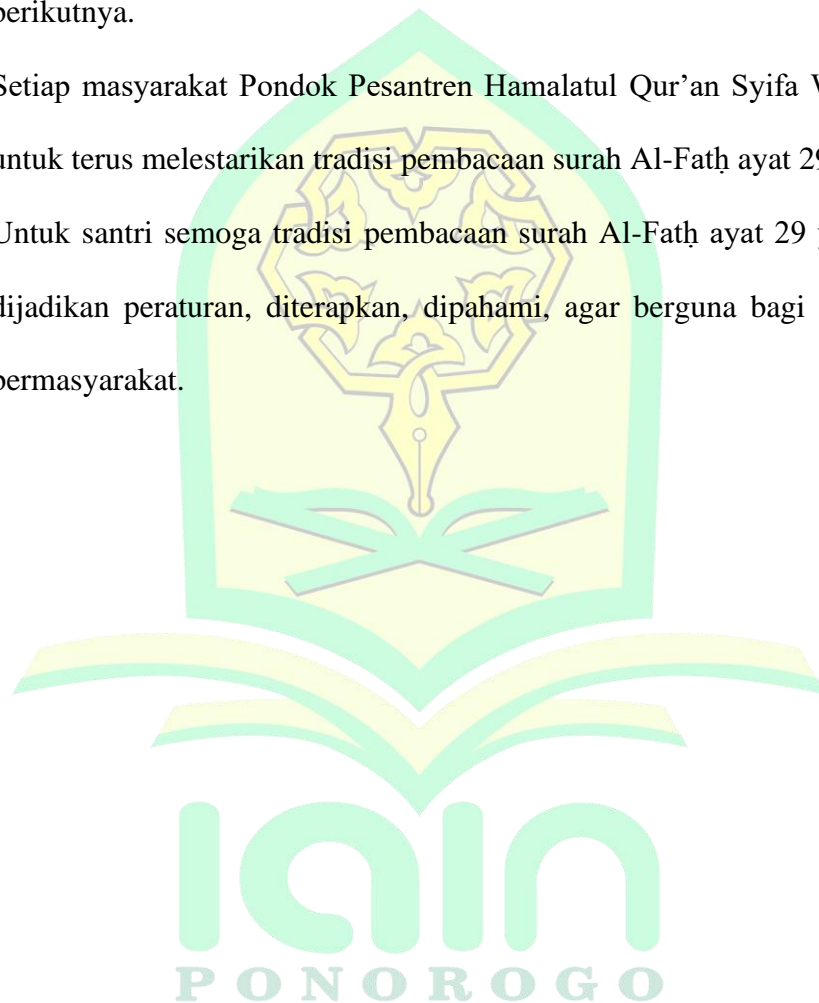 berikutnya.
Setiap masyarakat Pondok Pesantren Hamalatul Qur’an Syifa
untuk terus melestarikan tradisi pembacaan surah Al-Fatḥ ayat 29
Untuk santri semoga tradisi pembacaan surah Al-Fatḥ ayat 29
dijadikan peraturan, diterapkan, dipahami, agar berguna bagi
bermasyarakat.
iain
PONOROGO